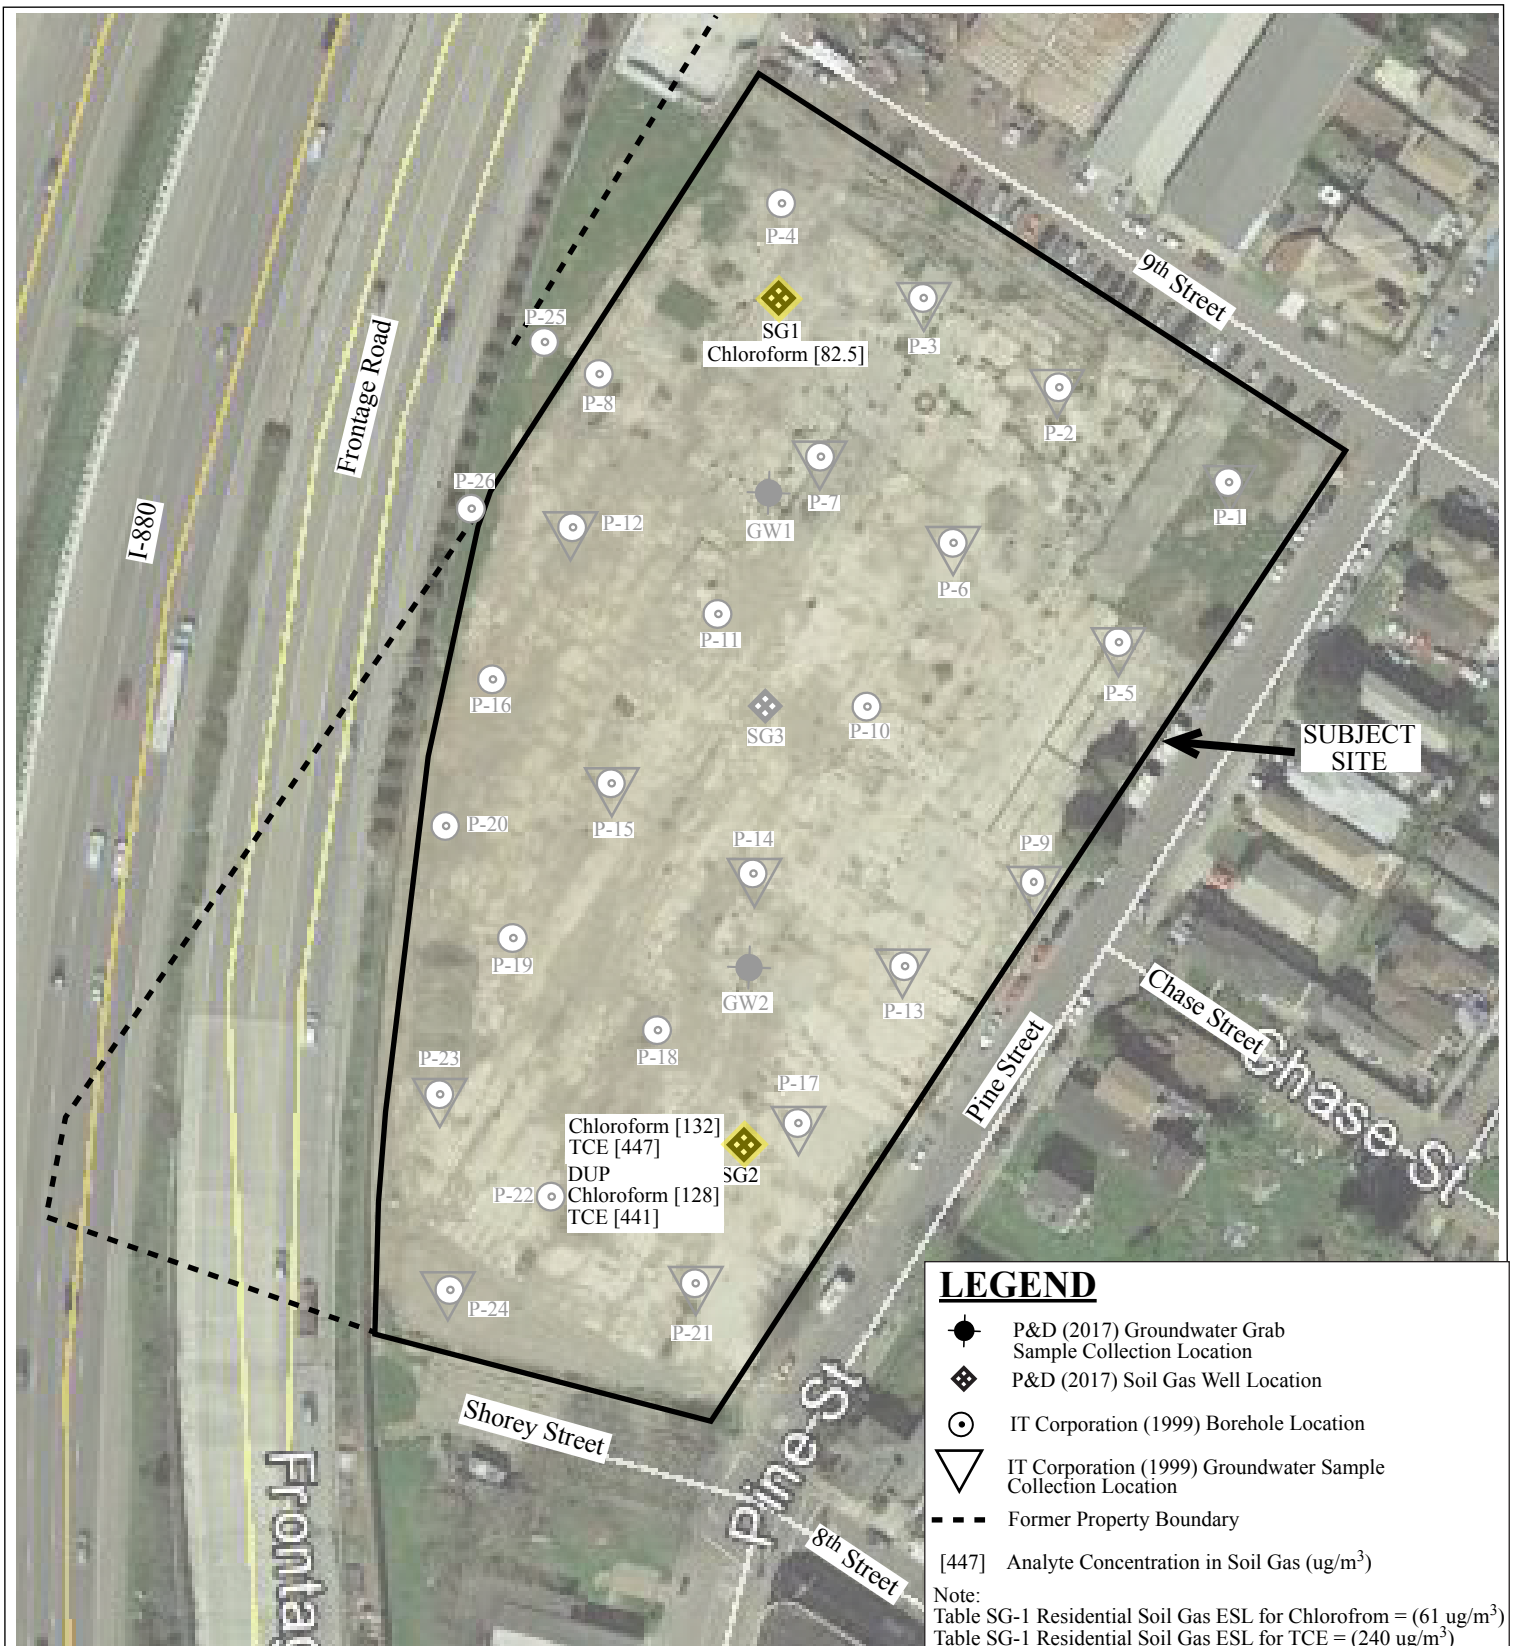 P-4
9th Street
SG1
Chloroform [82.5]
P-3
P-25
P-8
Frontage Road
P-2
P-26
P-12
P-7
GW1
P-1
I-880
P-6
P-11
P-5
P-16
SG3
P-10
SUBJECT
SITE
P-15
P-20
P-14
P-9
P-19
GW2
P-13
Chase Street
Chase St
Pine Street
P-18
P-23
P-17
Chloroform [132]
TCE [447]
DUP
Chloroform [128]
TCE [441]
SG2
P-22
P-24
P-21
Shorey Street
Pine St
8th Street
Frontag
LEGEND
P&D (2017) Groundwater Grab
Sample Collection Location
P&D (2017) Soil Gas Well Location
IT Corporation (1999) Borehole Location
IT Corporation (1999) Groundwater Sample
Collection Location
Former Property Boundary
[447] Analyte Concentration in Soil Gas (ug/m3)
Note:
Table SG-1 Residential Soil Gas ESL for Chlorofrom = (61 ug/m3)
Table SG-1 Residential Soil Gas ESL for TCE = (240 ug/m3)